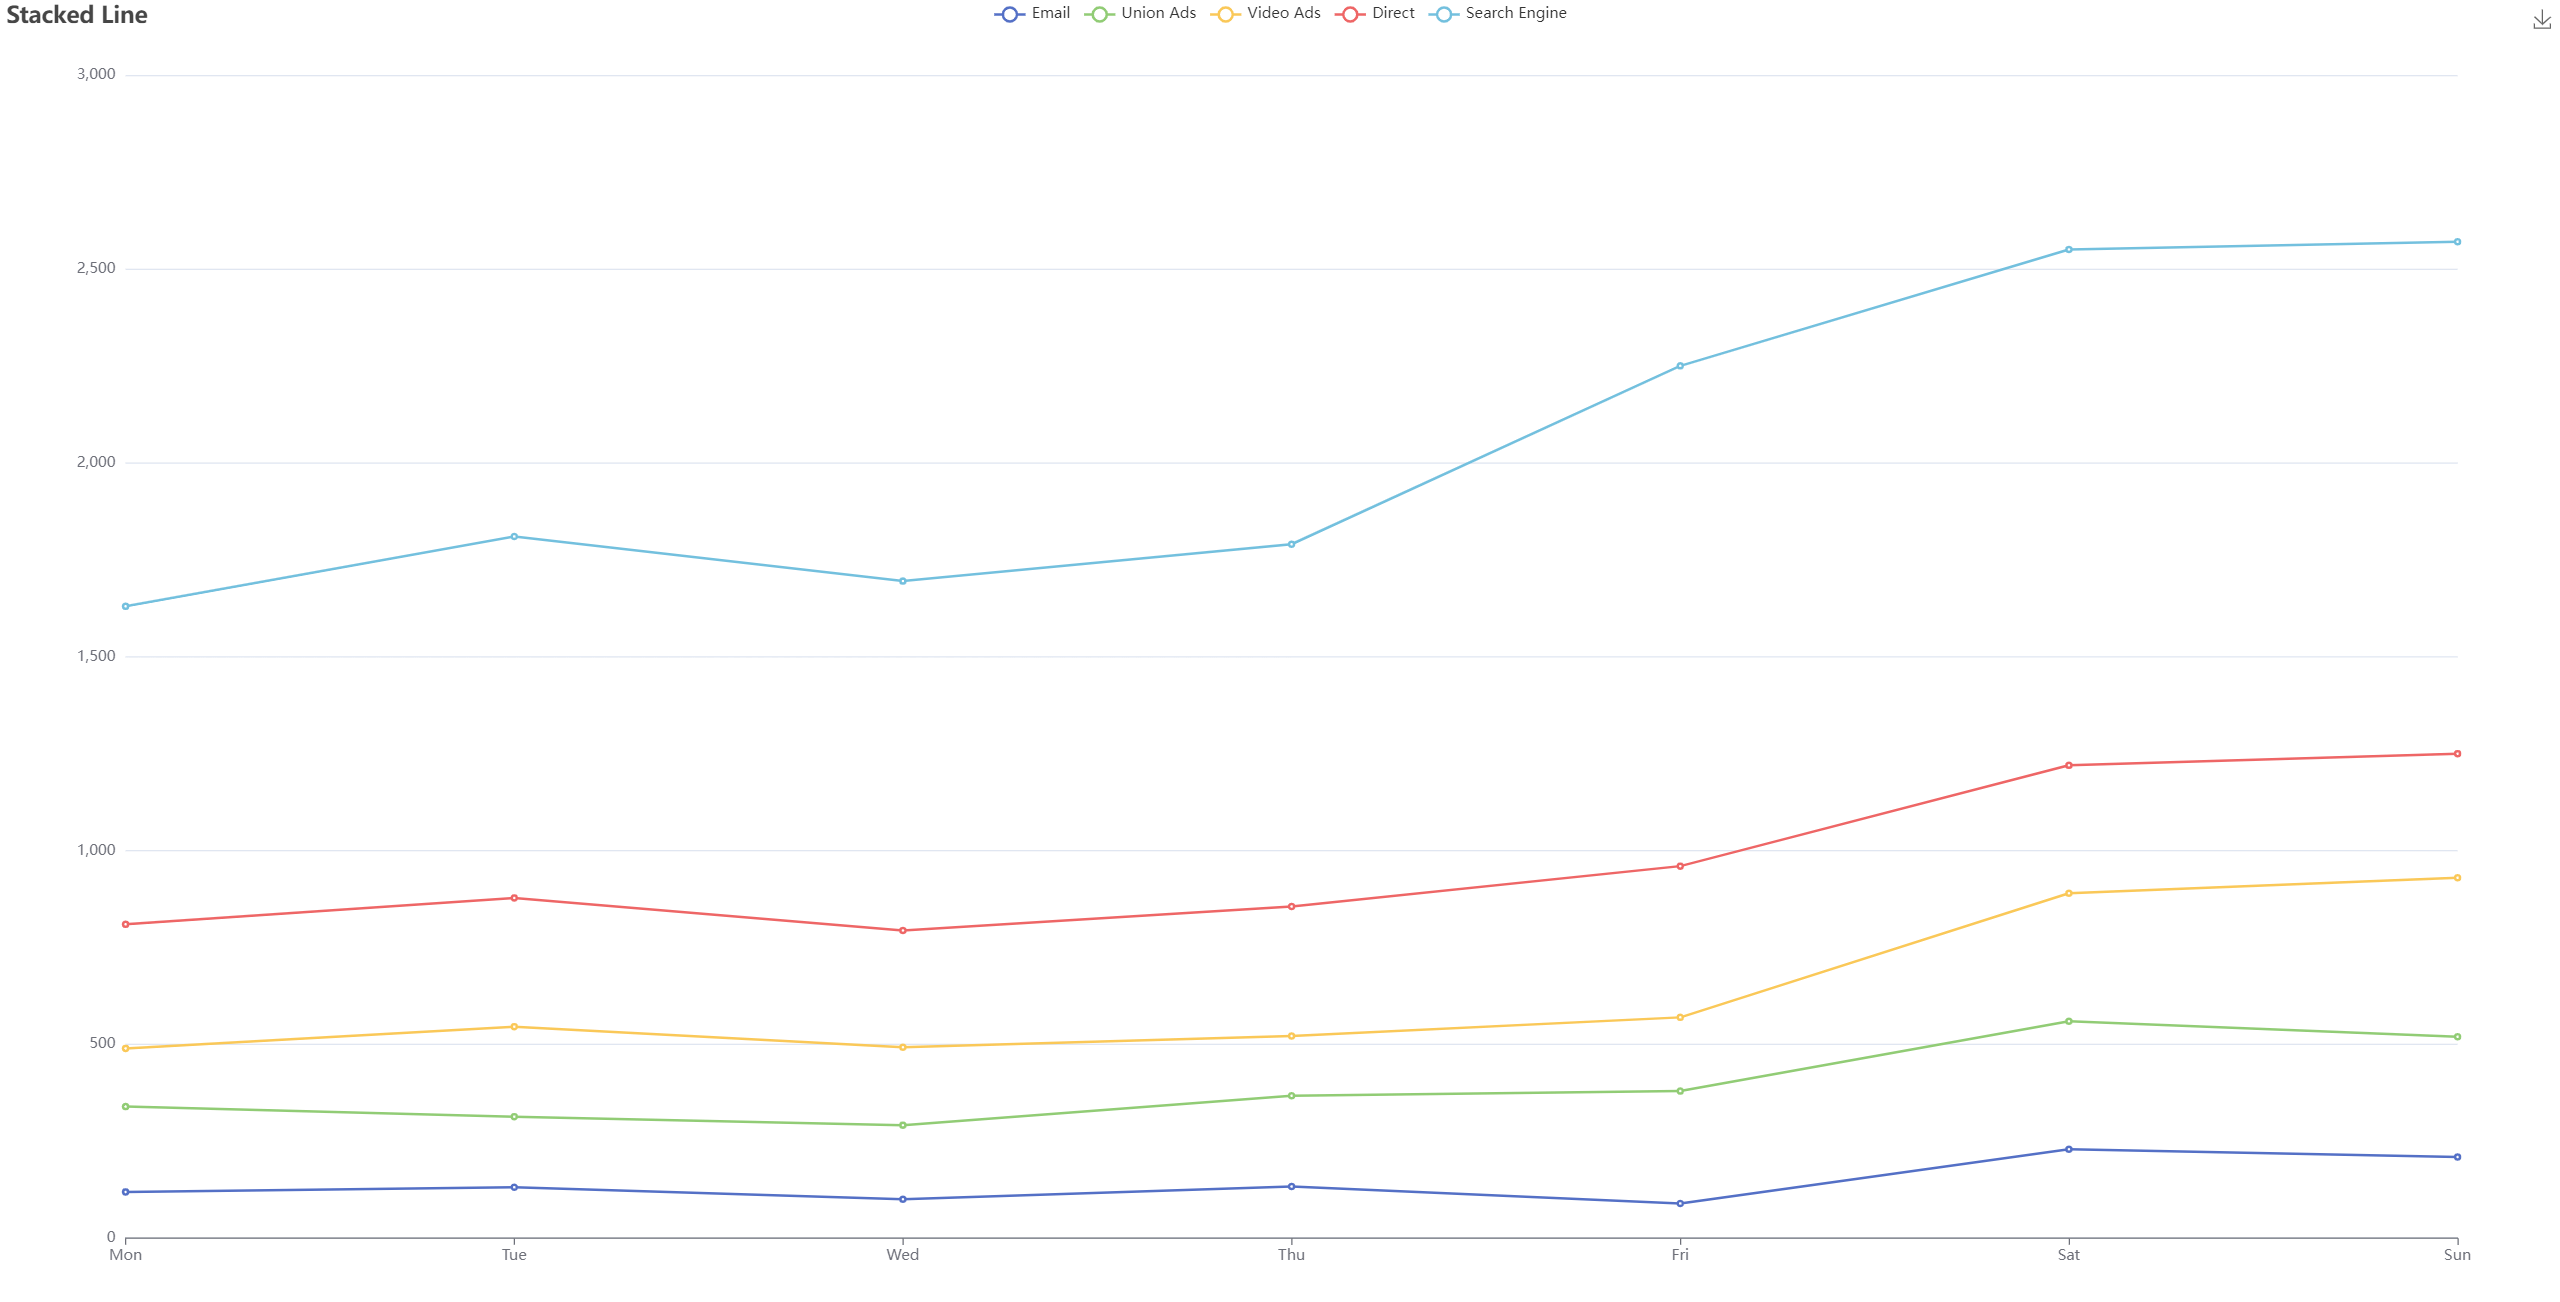 Stacked Line
Email Union Ads Video Ads Direct Search Engine
3,000
2,500
2,000
1,500
1,000
500
0
Mon Tue Wed Thu Fri Sat Sun